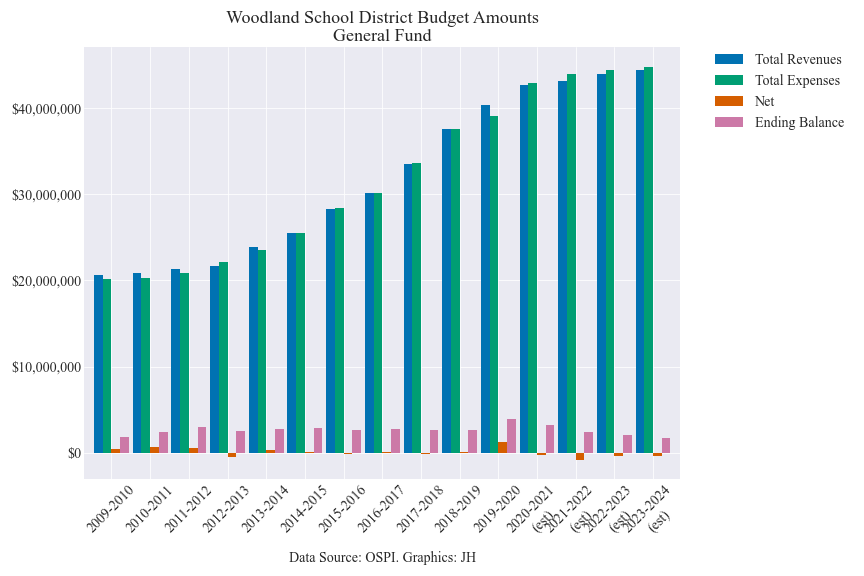 Woodland School District Budget Amounts
General Fund
Total Revenues
Total Expenses
Net
Ending Balance
$40,000,000
$30,000,000
$20,000,000
$10,000,000
$0
2009-2010
2010-2011
2011-2012
2012-2013
2013-2014
2014-2015
2015-2016
2016-2017
2017-2018
2018-2019
2019-2020
2020-2021
(est)
2021-2022
(est)
2022-2023
(est)
2023-2024
(est)
Data Source: OSPI. Graphics: JH